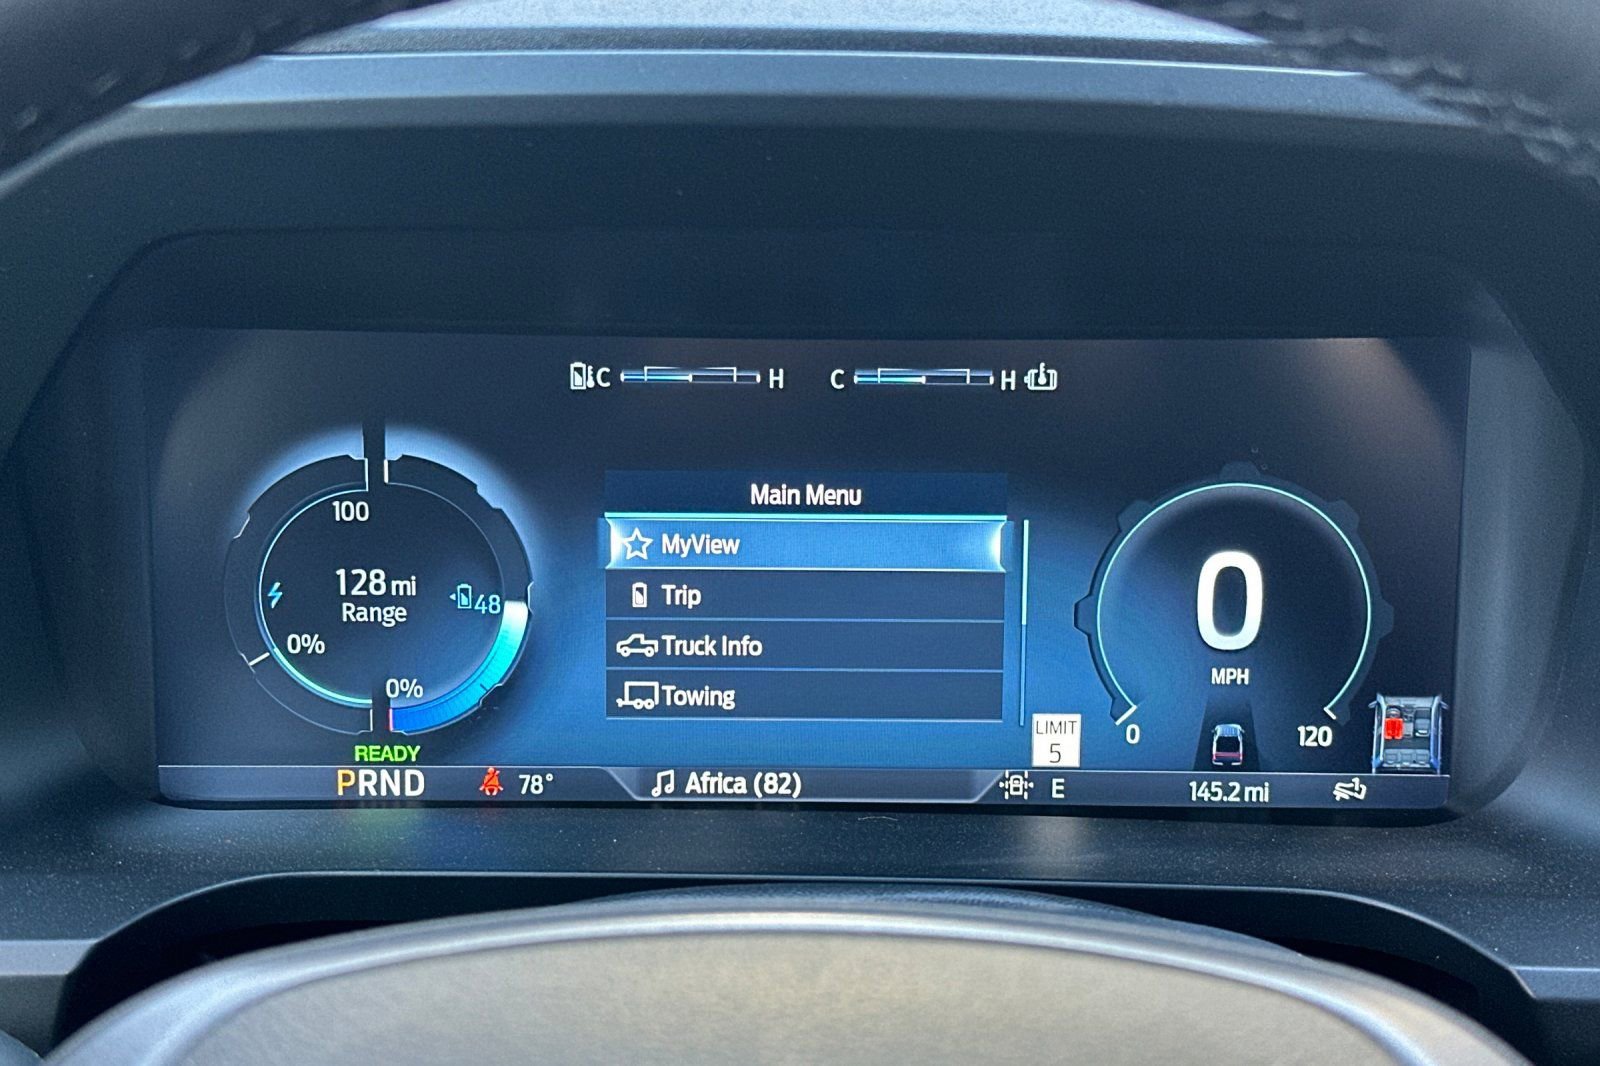 C H
C H
100
128 mi
Range
48
0%
0%
READY
PRND
78°
Main Menu
MyView
Trip
Truck Info
Towing
Africa (82)
LIMIT
5
E
0
MPH
0
120
145.2 mi